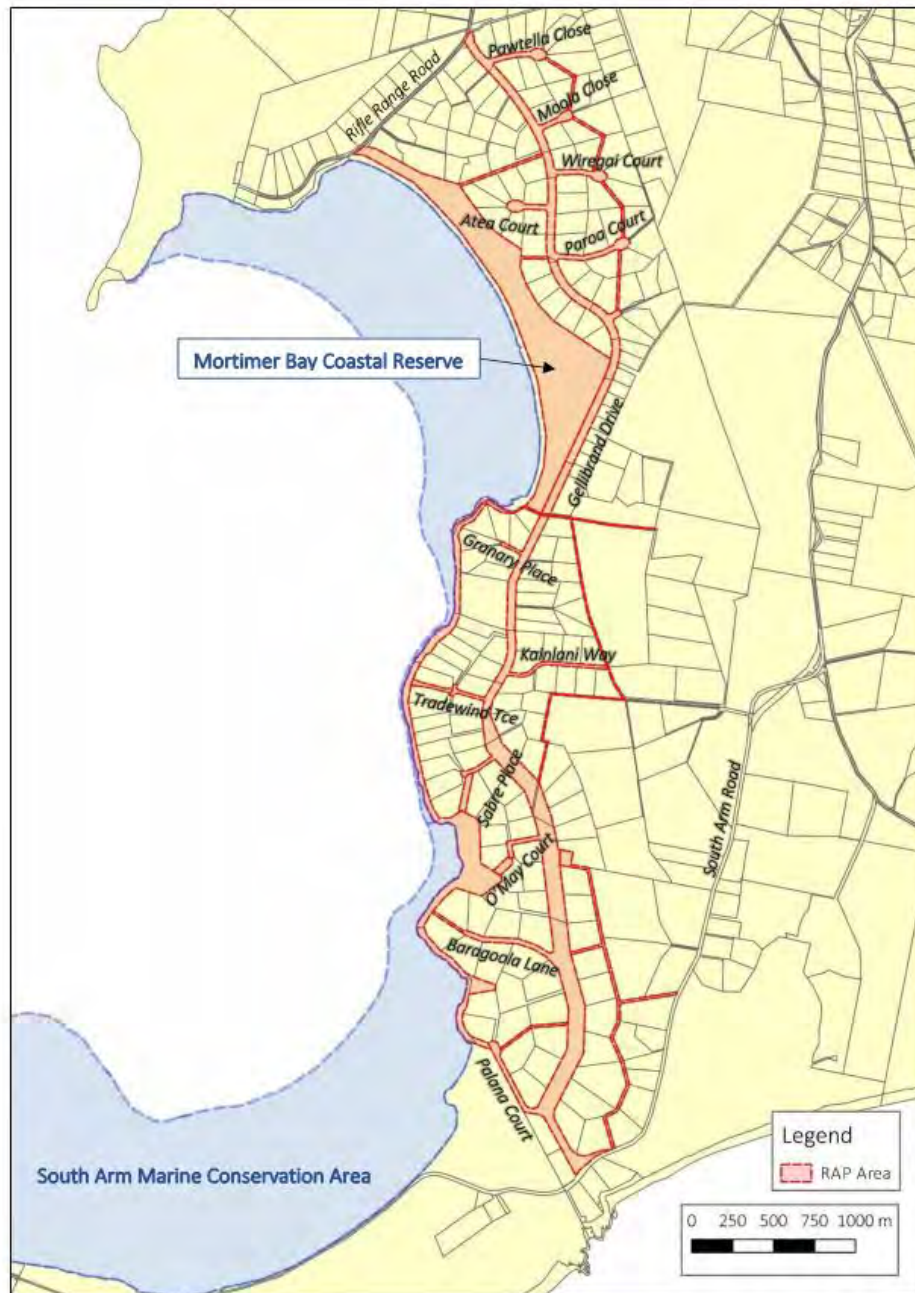 Pawtella Close
Rifle Range Road
Moola Close
Wiregai Court
Atea Court
Paroa Court
Mortimer Bay Coastal Reserve
Gellibrand Drive
Granary Place
Kainlani Way
Tradewind Tce
Sabre Place
South Arm Road
O'May Court
Baragoola Lane
Palana Court
South Arm Marine Conservation Area
Legend
RAP Area
0 250 500 750 1000 m